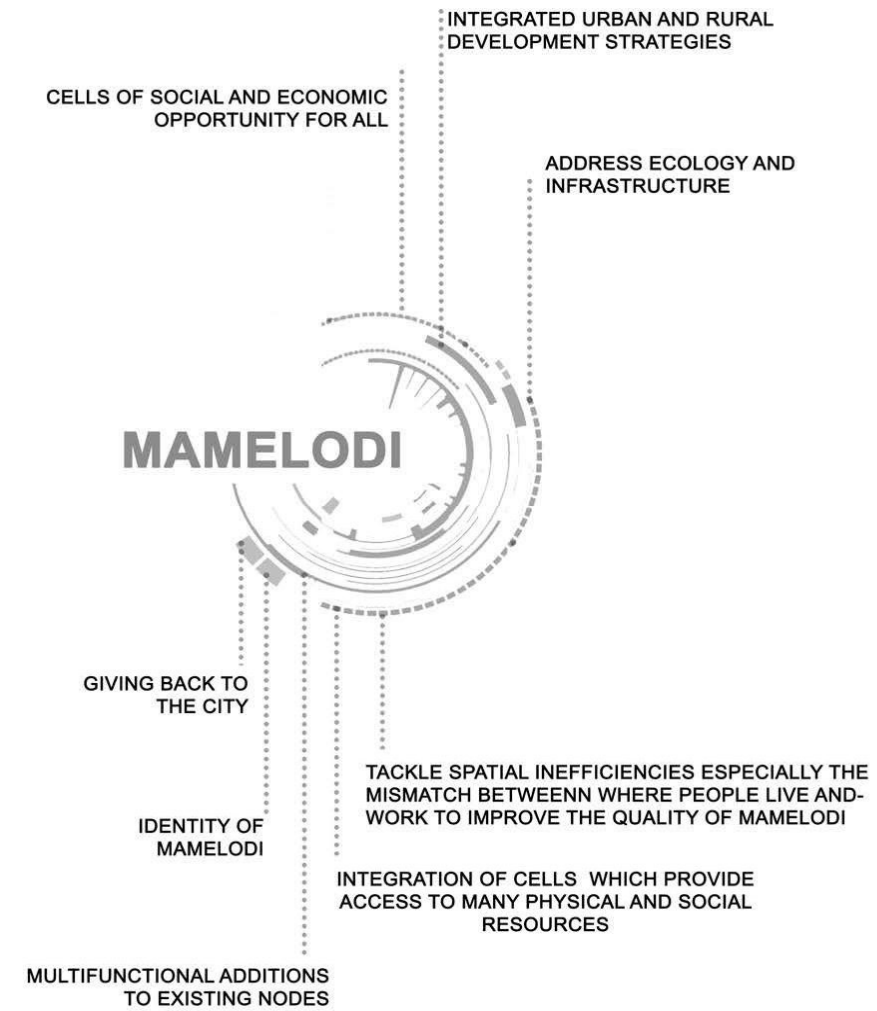 INTEGRATED URBAN AND RURAL
DEVELOPMENT STRATEGIES
CELLS OF SOCIAL AND ECONOMIC
OPPORTUNITY FOR ALL
ADDRESS ECOLOGY AND
INFRASTRUCTURE
MAMELODI
GIVING BACK TO
THE CITY
TACKLE SPATIAL INEFFICIENCIES ESPECIALLY THE
MISMATCH BETWEENN WHERE PEOPLE LIVE AND-
WORK TO IMPROVE THE QUALITY OF MAMELODI
IDENTITY OF
MAMELODI
INTEGRATION OF CELLS WHICH PROVIDE
ACCESS TO MANY PHYSICAL AND SOCIAL
RESOURCES
MULTIFUNCTIONAL ADDITIONS
TO EXISTING NODES